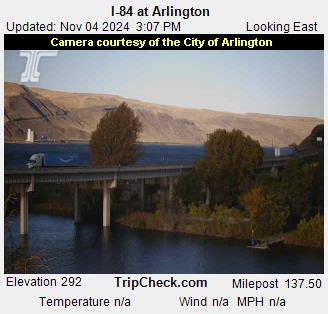 I-84 at Arlington
Updated: Nov 04 2024 3:07 PM Looking East
Camera courtesy of the City of Arlington
Elevation 292 TripCheck.com Milepost 137.50
Temperature n/a Wind n/a MPH n/a